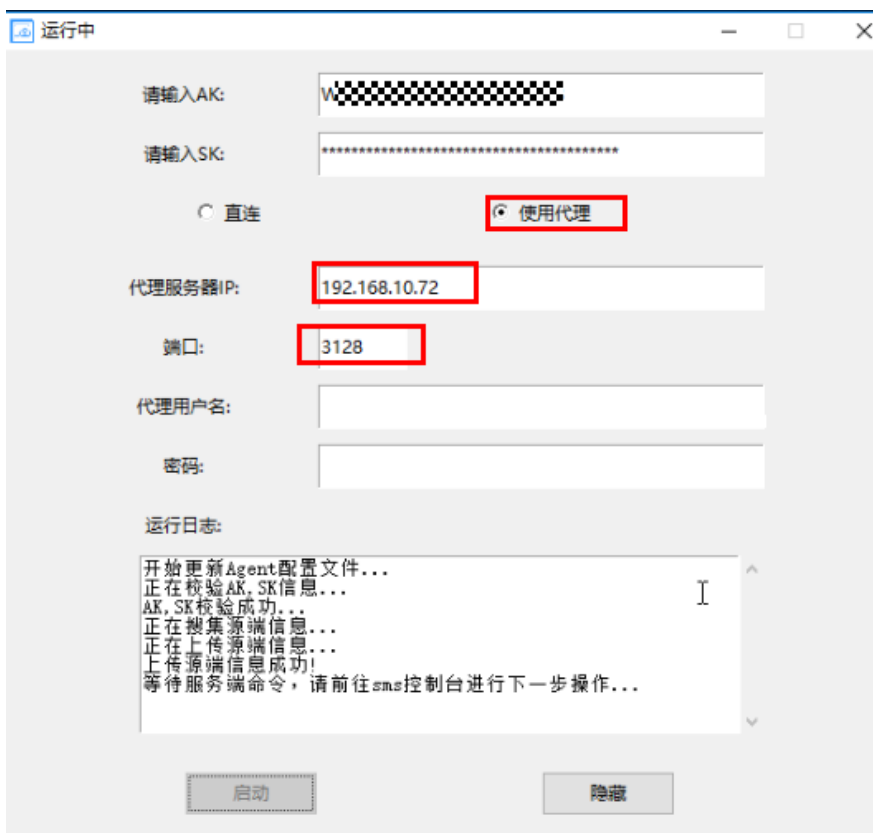 运行中
请输入AK: W
请输入SK: ****************************************
直连 使用代理
代理服务器IP: 192.168.10.72
端口: 3128
代理用户名:
密码:
运行日志:
开始更新Agent配置文件...
正在校验AK,SK信息...
AK,SK校验成功...
正在搜集源端信息...
正在上传源端信息...
上传源端信息成功!
等待服务端命令，请前往sms控制台进行下一步操作...
启动 隐藏